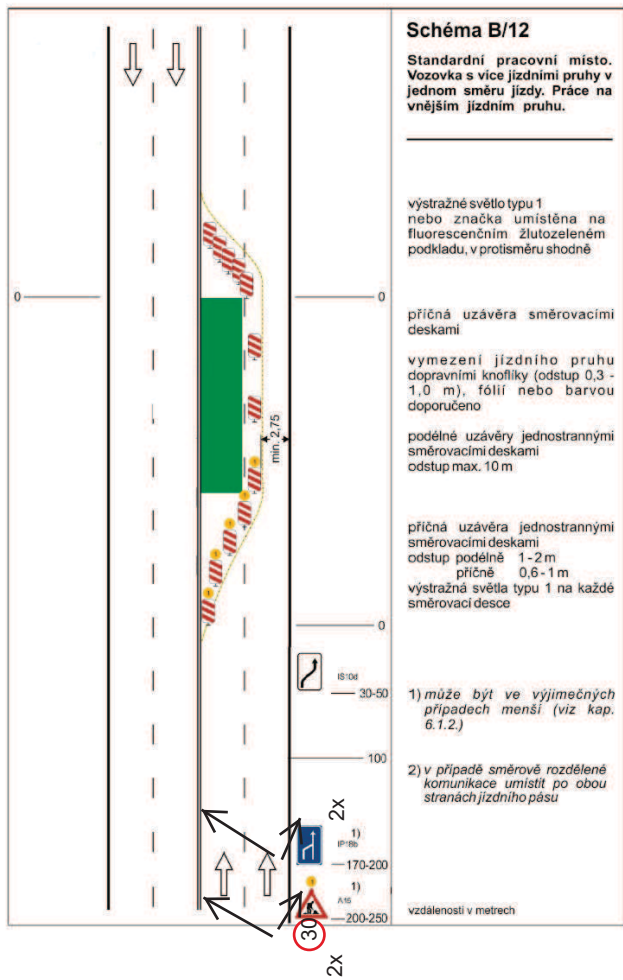 Schéma B/12
Standardní pracovní místo.
Vozovka s více jízdními pruhy v
jednom směru jízdy. Práce na
vnějším jízdním pruhu.
výstražné světlo typu 1
nebo značka umístěna na
fluorescenčním žlutozeleném
podkladu, v protisměru shodně
0
0
příčná uzávěra směrovacími
deskami
vymezení jízdního pruhu
dopravními knoflíky (odstup 0,3 -
1,0 m), fólií nebo barvou
doporučeno
min. 2,75
podélné uzávěry jednostrannými
směrovacími deskami
odstup max. 10 m
příčná uzávěra jednostrannými
směrovacími deskami
odstup podélně 1 - 2 m
příčně 0,6 - 1 m
výstražná světla typu 1 na každé
směrovací desce
0
IS10d
30-50
1) může být ve výjimečných
případech menší (viz kap.
6.1.2.)
100
2) v případě směrově rozdělené
komunikace umístit po obou
stranách jízdního pásu
2x
1)
IP18b
170-200
1)
A15
200-250
vzdálenosti v metrech
30
2x